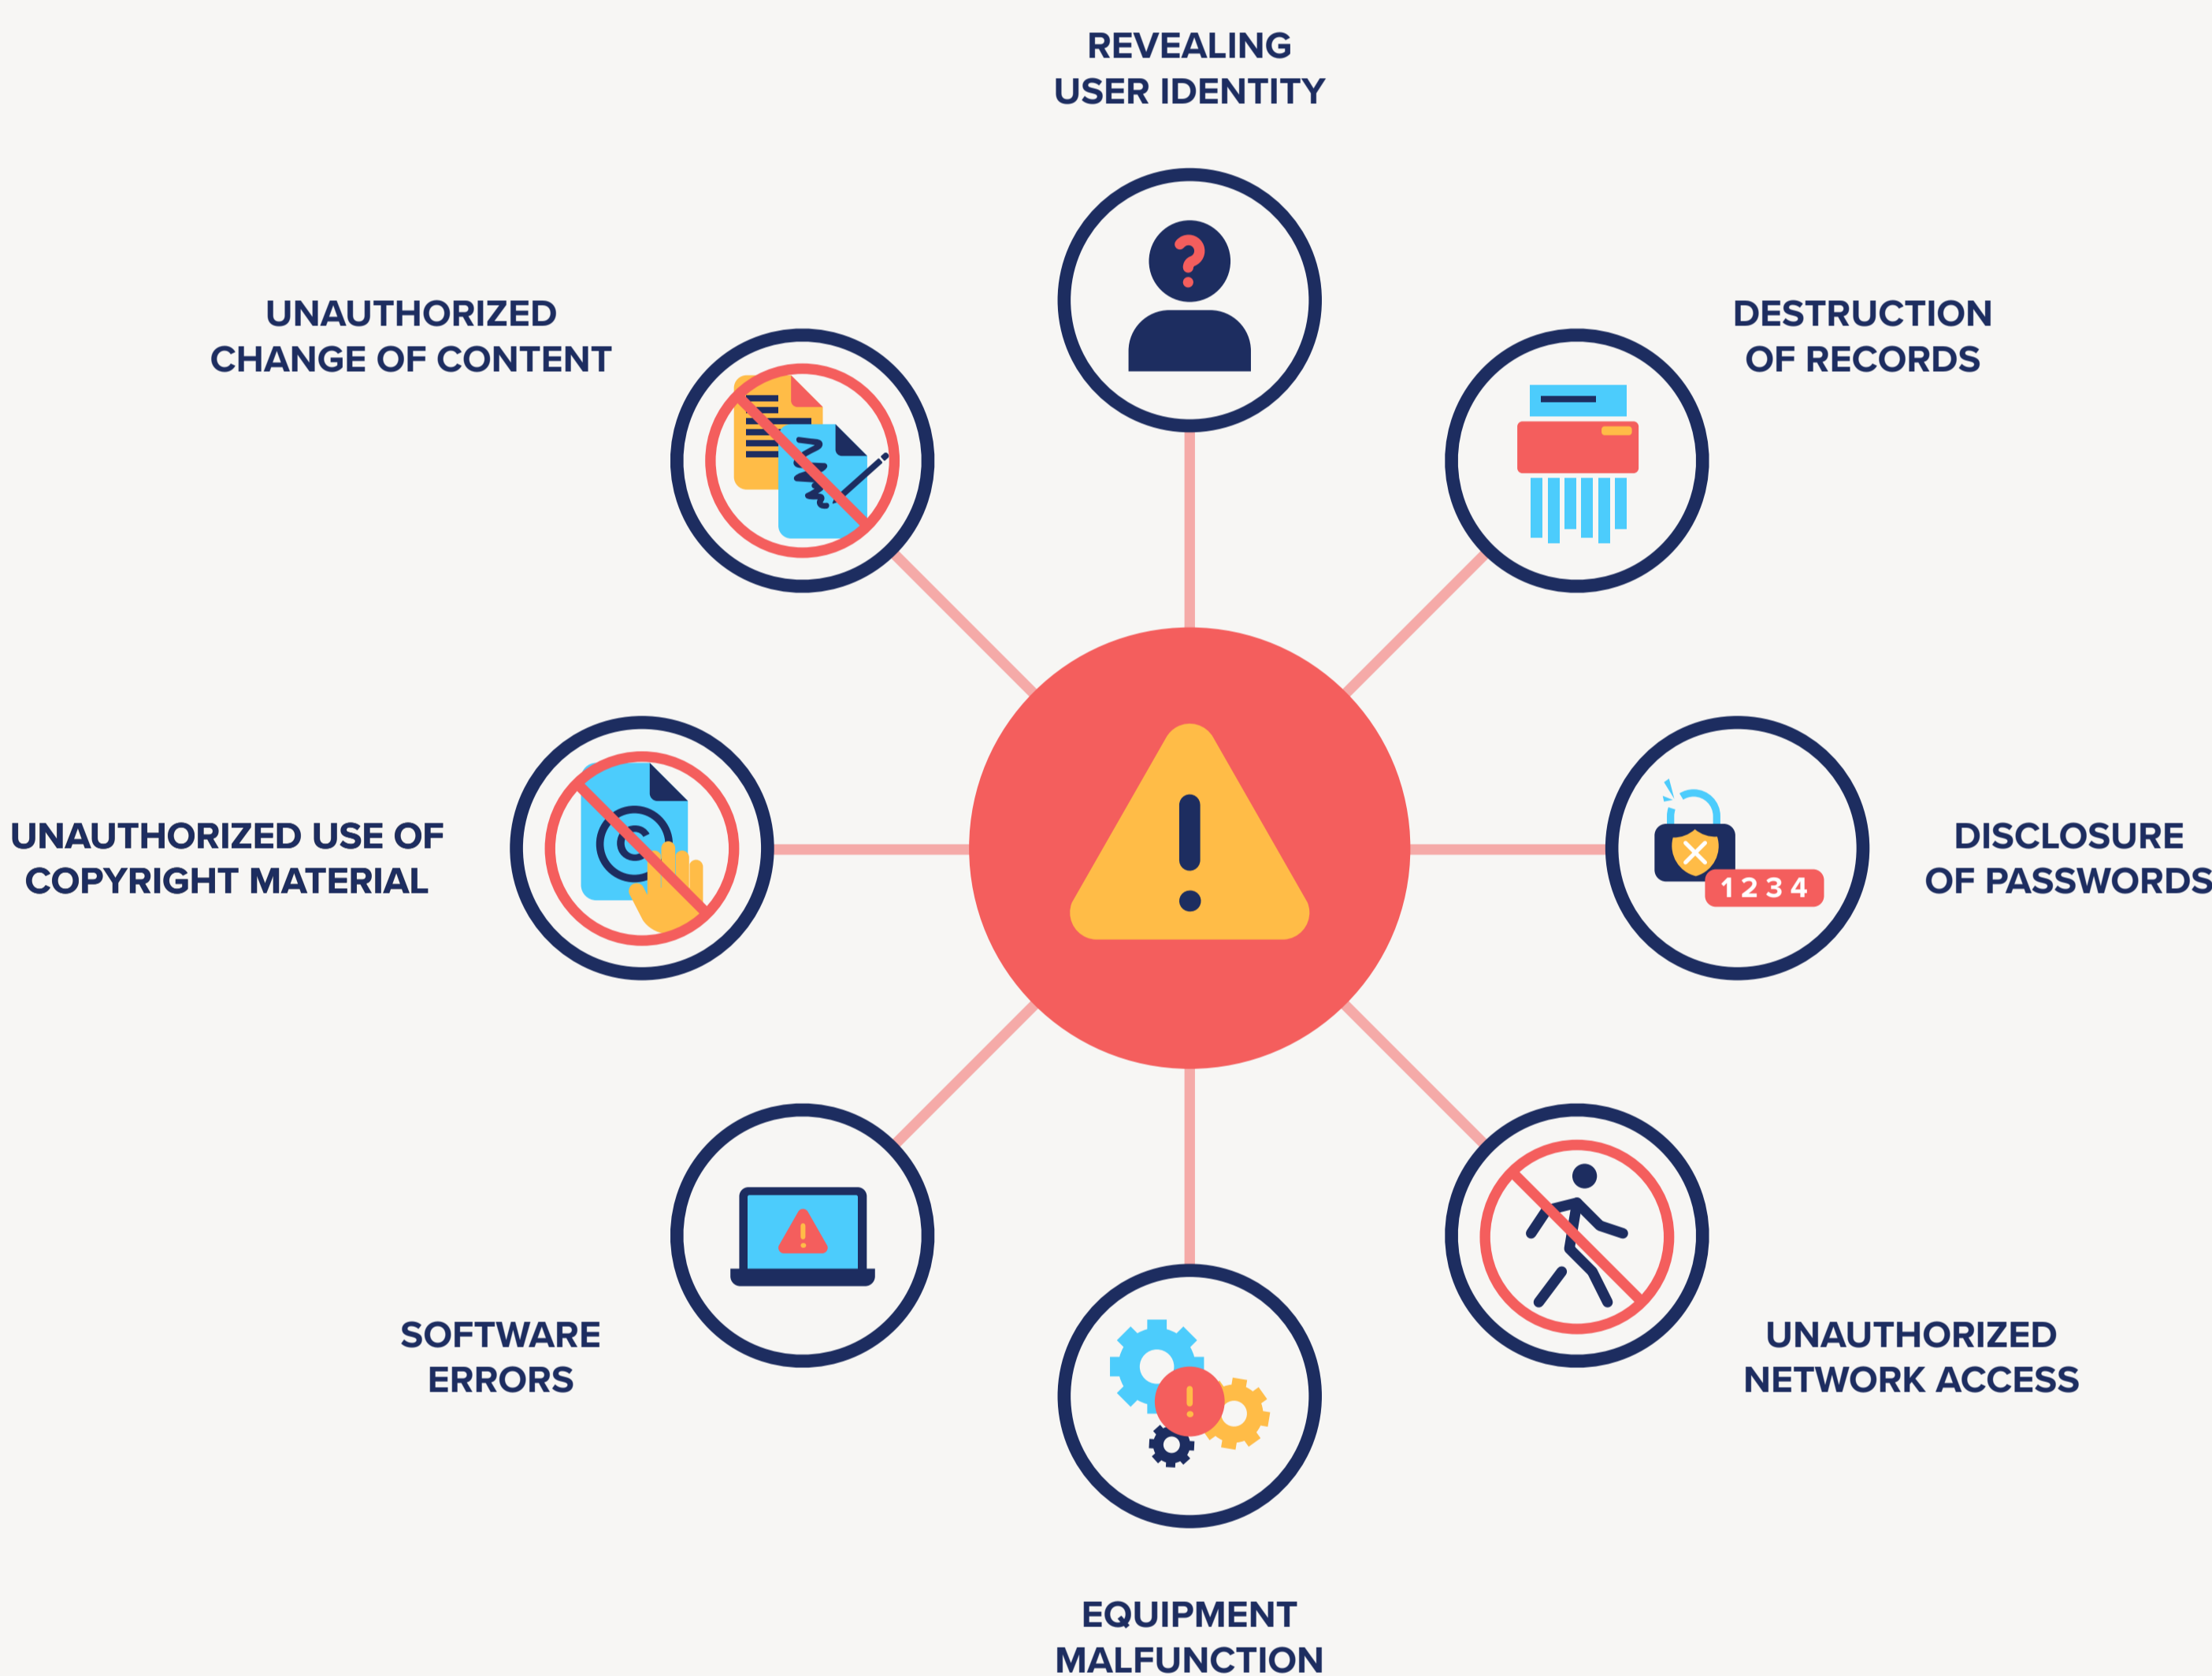 REVEALING
USER IDENTITY
UNAUTHORIZED
CHANGE OF CONTENT
DESTRUCTION
OF RECORDS
UNAUTHORIZED USE OF
COPYRIGHT MATERIAL
DISCLOSURE
OF PASSWORDS
1 2 3 4
SOFTWARE
ERRORS
UNAUTHORIZED
NETWORK ACCESS
EQUIPMENT
MALFUNCTION